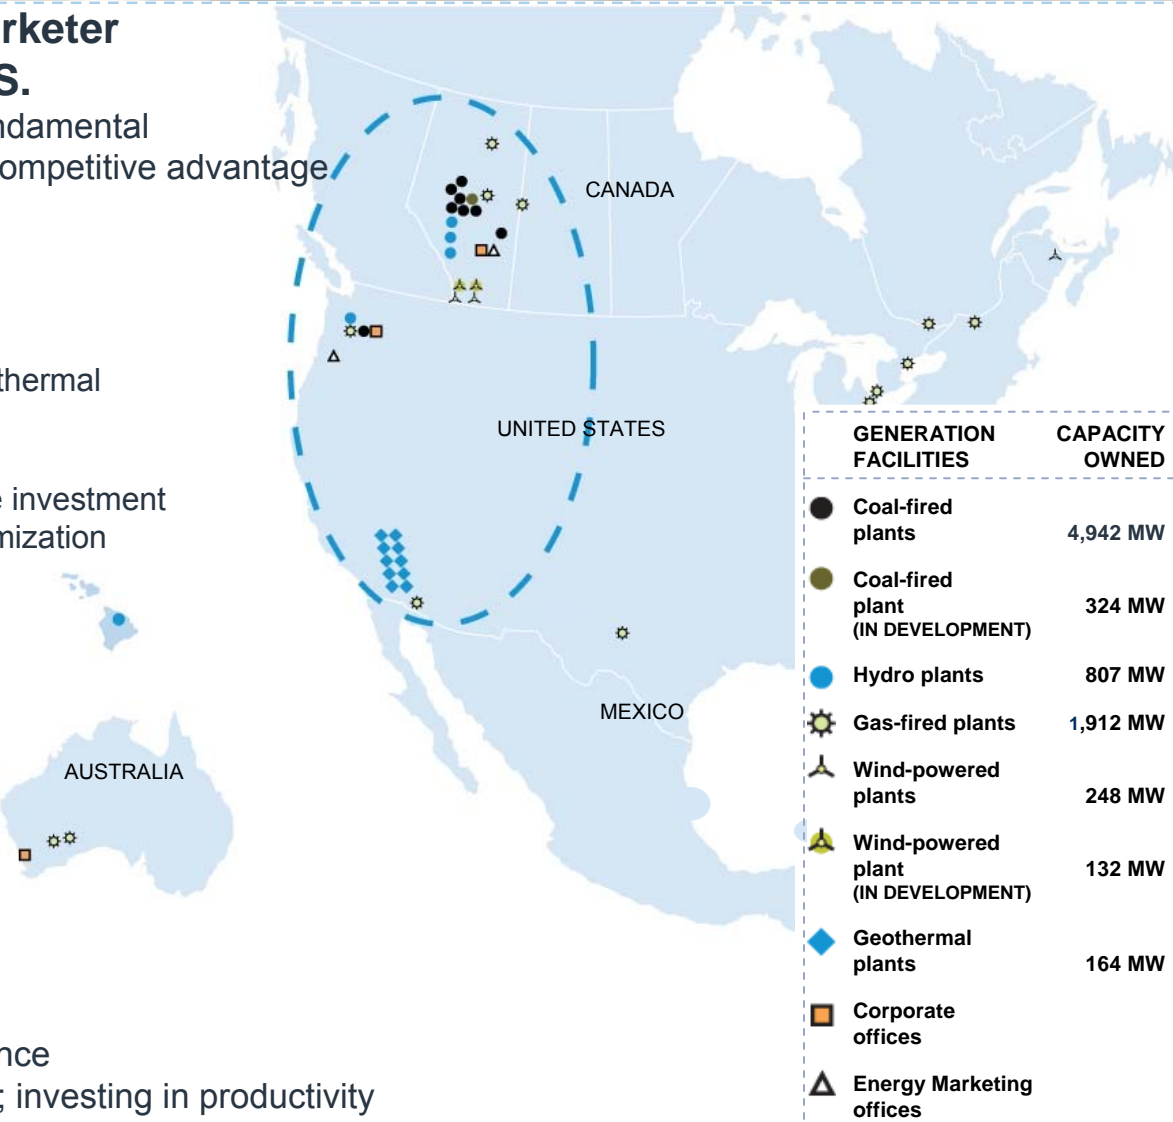 rketer
S.
ndamental
ompetitive advantage
CANADA
thermal
UNITED STATES
e investment
mization
MEXICO
AUSTRALIA
nce
; investing in productivity
GENERATION FACILITIES CAPACITY OWNED
Coal-fired
plants 4,942 MW
Coal-fired
plant 324 MW
(IN DEVELOPMENT)
Hydro plants 807 MW
Gas-fired plants 1,912 MW
Wind-powered
plants 248 MW
Wind-powered
plant 132 MW
(IN DEVELOPMENT)
Geothermal
plants 164 MW
Corporate
offices
Energy Marketing
offices